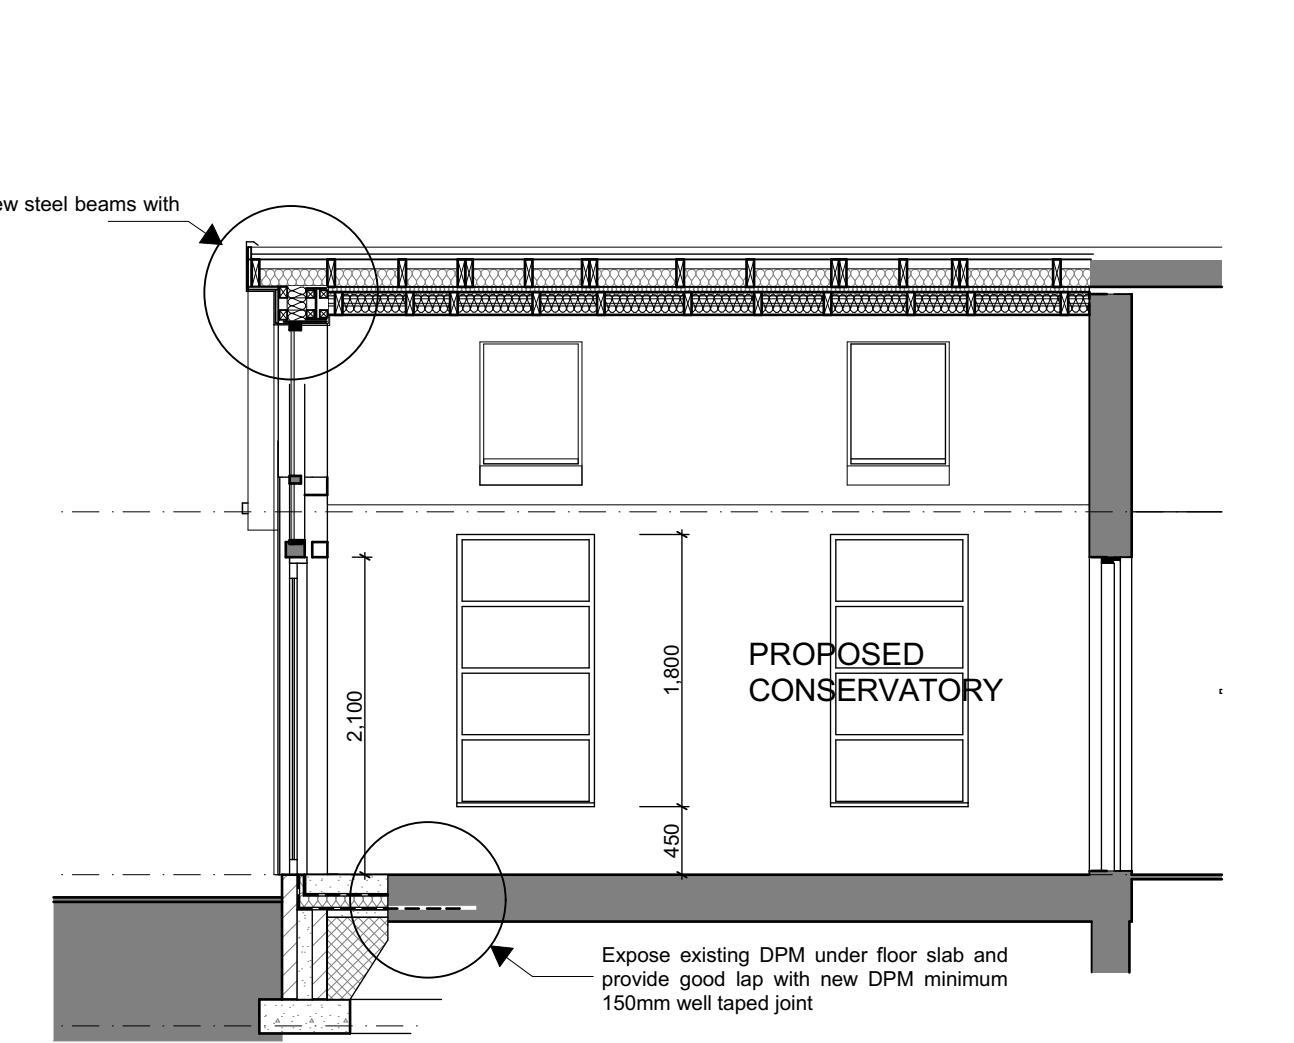 ew steel beams with
2,100
1,800
PROPOSED
CONSERVATORY
450
Expose existing DPM under floor slab and
provide good lap with new DPM minimum
150mm well taped joint